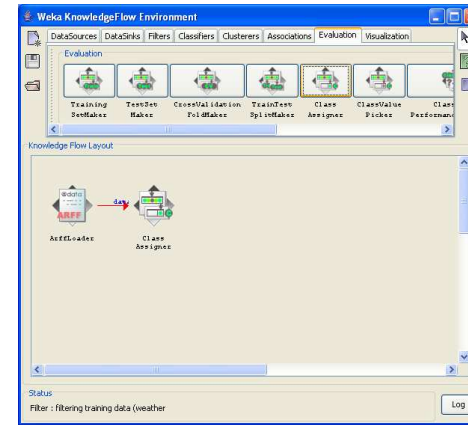 Weka KnowledgeFlow Environment
DataSources DataSinks Filters Classifiers Clusterers Associations Evaluation Visualization
Evaluation
Training SetMaker
TestSet Maker
CrossValidation FoldMaker
TrainTest SplitMaker
Class Assigner
ClassValue Picker
Class Performan
Knowledge Flow Layout
@data
ARFF
ArffLoader
Class Assigner
Status
Filter : filtering training data (weather
Log